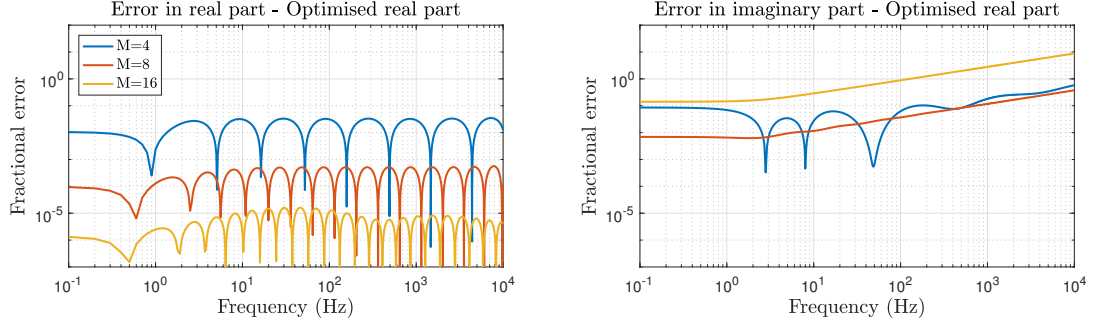 Error in real part - Optimised real part
Fractional error
10^0
10^-5
M=4
M=8
M=16
10^-1 10^0 10^1 10^2 10^3 10^4
Frequency (Hz)
Error in imaginary part - Optimised real part
Fractional error
10^0
10^-5
10^-1 10^0 10^1 10^2 10^3 10^4
Frequency (Hz)